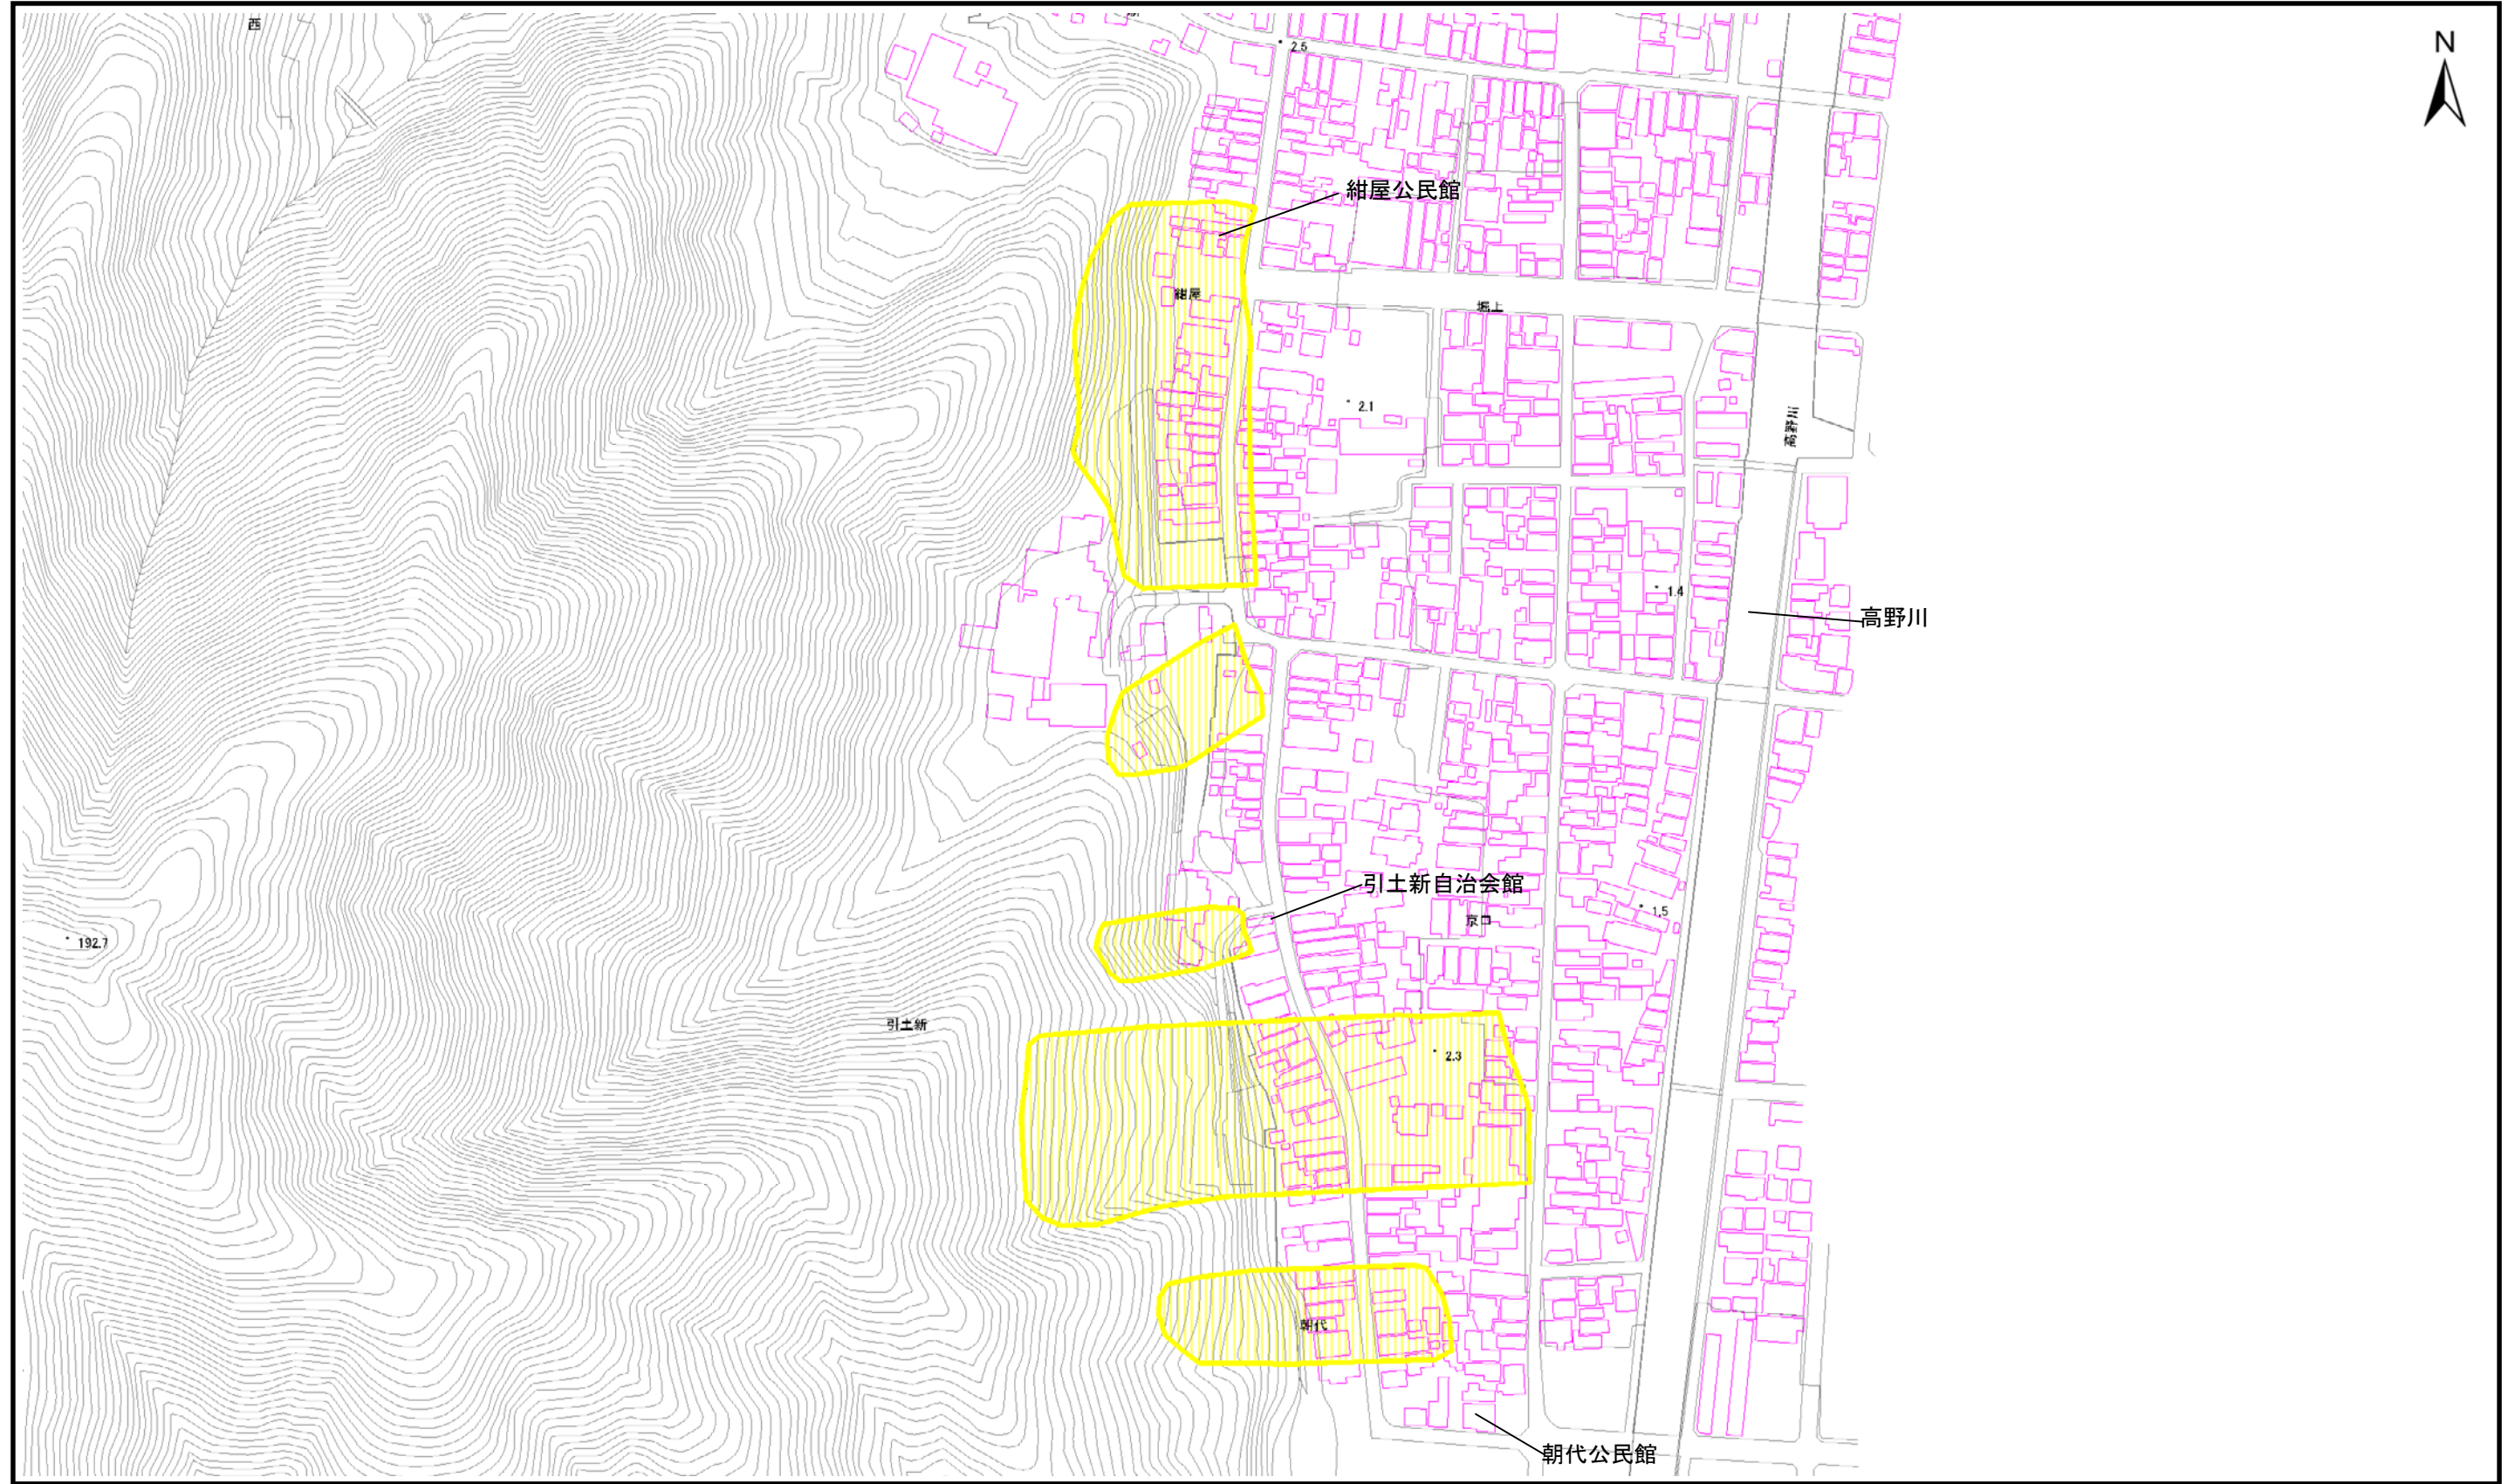 西
N
2.5
紺屋公民館
紺屋
堀上
2.1
高野川
1.4
高野川
引土新自治会館
京口
1.5
192.7
引土新
2.3
朝代
朝代公民館